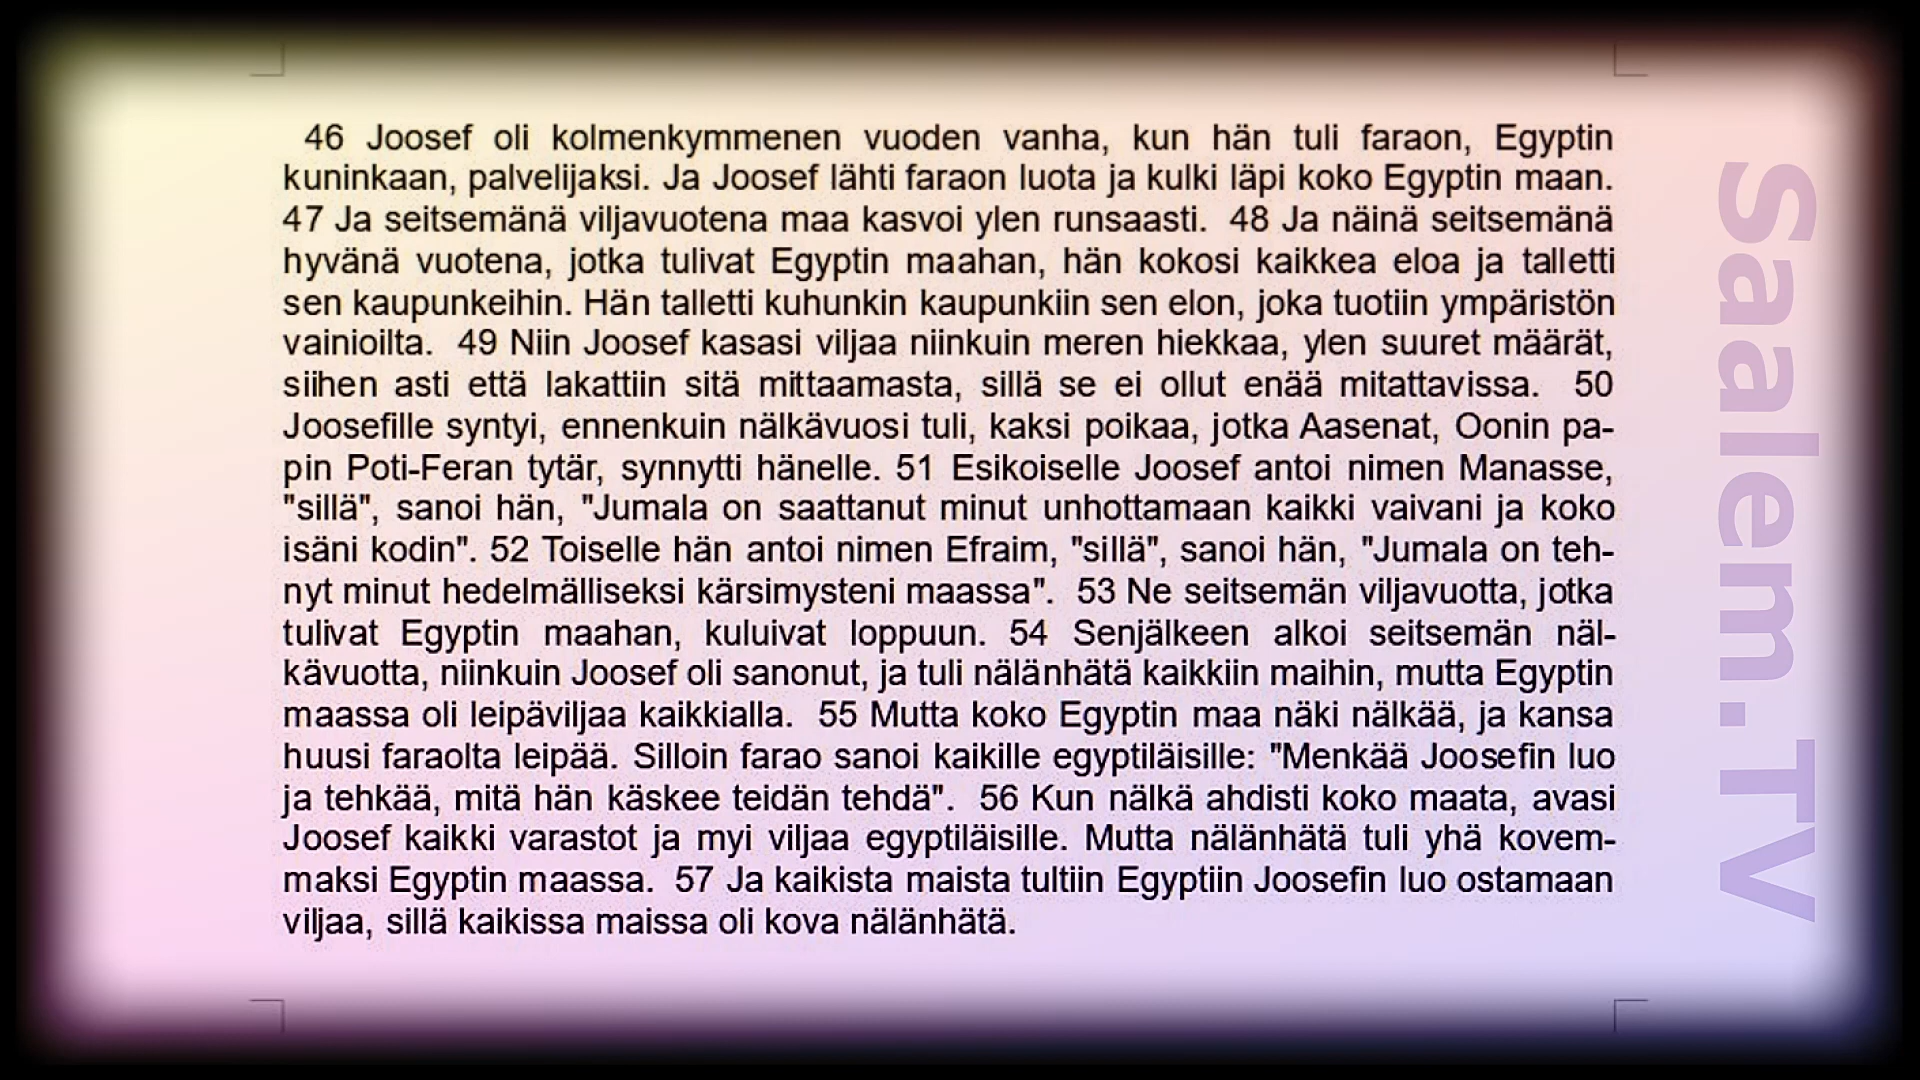 46 Joosef oli kolmenkymmenen vuoden vanha, kun hän tuli faraon, Egyptin
kuninkaan, palvelijaksi. Ja Joosef lähti faraon luota ja kulki läpi koko Egyptin maan.
47 Ja seitsemänä viljavuotena maa kasvoi ylen runsaasti.  48 Ja näinä seitsemänä
hyvänä vuotena, jotka tulivat Egyptin maahan, hän kokosi kaikkea eloa ja talletti
sen kaupunkeihin. Hän talletti kuhunkin kaupunkiin sen elon, joka tuotiin ympäristön
vainioilta.  49 Niin Joosef kasasi viljaa niinkuin meren hiekkaa, ylen suuret määrät,
siihen asti että lakattiin sitä mittaamasta, sillä se ei ollut enää mitattavissa.  50
Joosefille syntyi, ennenkuin nälkävuosi tuli, kaksi poikaa, jotka Aasenat, Oonin pa-
pin Poti-Feran tytär, synnytti hänelle. 51 Esikoiselle Joosef antoi nimen Manasse,
"sillä", sanoi hän, "Jumala on saattanut minut unhottamaan kaikki vaivani ja koko
isäni kodin". 52 Toiselle hän antoi nimen Efraim, "sillä", sanoi hän, "Jumala on teh-
nyt minut hedelmälliseksi kärsimysteni maassa".  53 Ne seitsemän viljavuotta, jotka
tulivat Egyptin maahan, kuluivat loppuun. 54 Senjälkeen alkoi seitsemän näl-
kävuotta, niinkuin Joosef oli sanonut, ja tuli nälänhätä kaikkiin maihin, mutta Egyptin
maassa oli leipäviljaa kaikkialla.  55 Mutta koko Egyptin maa näki nälkää, ja kansa
huusi faraolta leipää. Silloin farao sanoi kaikille egyptiläisille: "Menkää Joosefin luo
ja tehkää, mitä hän käskee teidän tehdä".  56 Kun nälkä ahdisti koko maata, avasi
Joosef kaikki varastot ja myi viljaa egyptiläisille. Mutta nälänhätä tuli yhä kovem-
maksi Egyptin maassa.  57 Ja kaikista maista tultiin Egyptiin Joosefin luo ostamaan
viljaa, sillä kaikissa maissa oli kova nälänhätä.
Saalem.TV